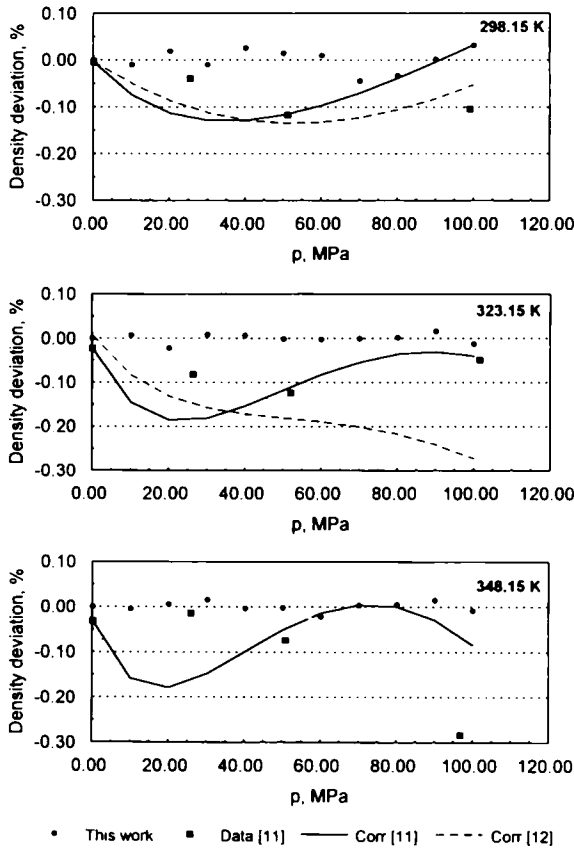 0.10
298.15 K
0.00
-0.10
-0.20
-0.30
Density deviation, %
0.00 20.00 40.00 60.00 80.00 100.00 120.00
p, MPa
0.10
323.15 K
0.00
-0.10
-0.20
-0.30
Density deviation, %
0.00 20.00 40.00 60.00 80.00 100.00 120.00
p, MPa
0.10
348.15 K
0.00
-0.10
-0.20
-0.30
Density deviation, %
0.00 20.00 40.00 60.00 80.00 100.00 120.00
p, MPa
This work Data [11] Corr [11] Corr [12]